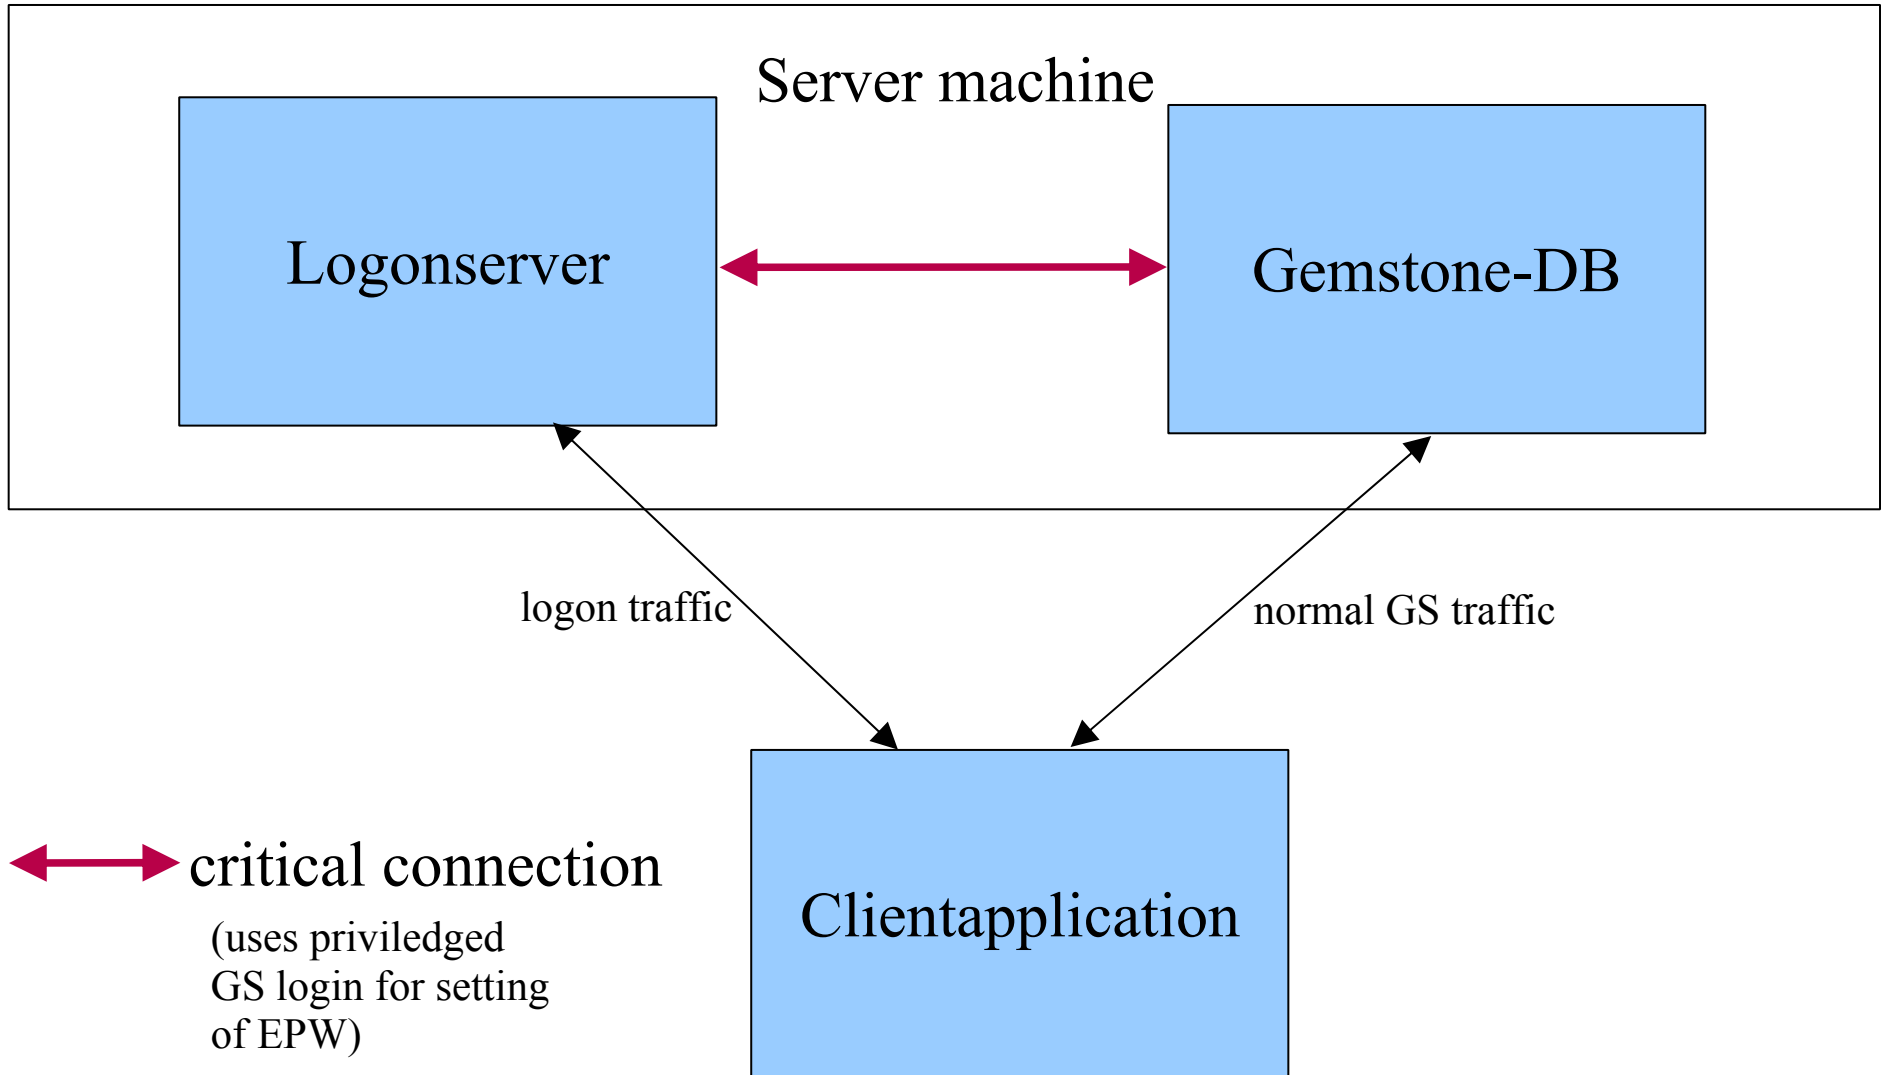 Server machine
Logonserver
Gemstone-DB
logon traffic
normal GS traffic
critical connection
(uses priviledged
GS login for setting
of EPW)
Clientapplication